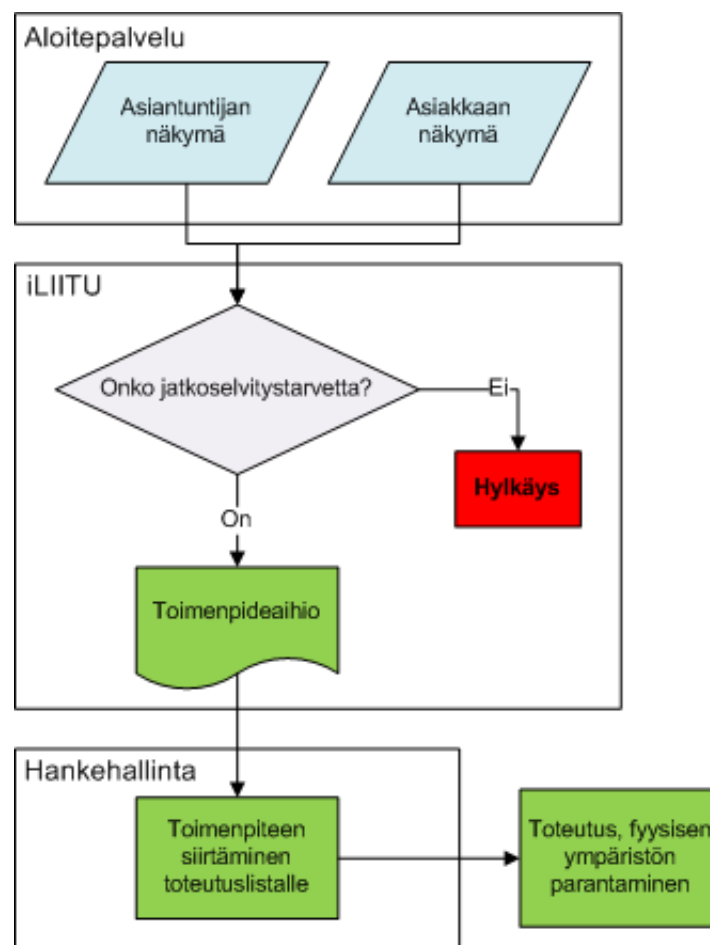 Aloitepalvelu
Asiantuntijan
näkymä
Asiakkaan
näkymä
iLIITU
Onko jatkoselvitystarvetta?
Ei
Hylkäys
On
Toimenpideaihio
Hankehallinta
Toimenpiteen
siirtäminen
toteutuslistalle
Toteutus, fyysisen
ympäristön
parantaminen